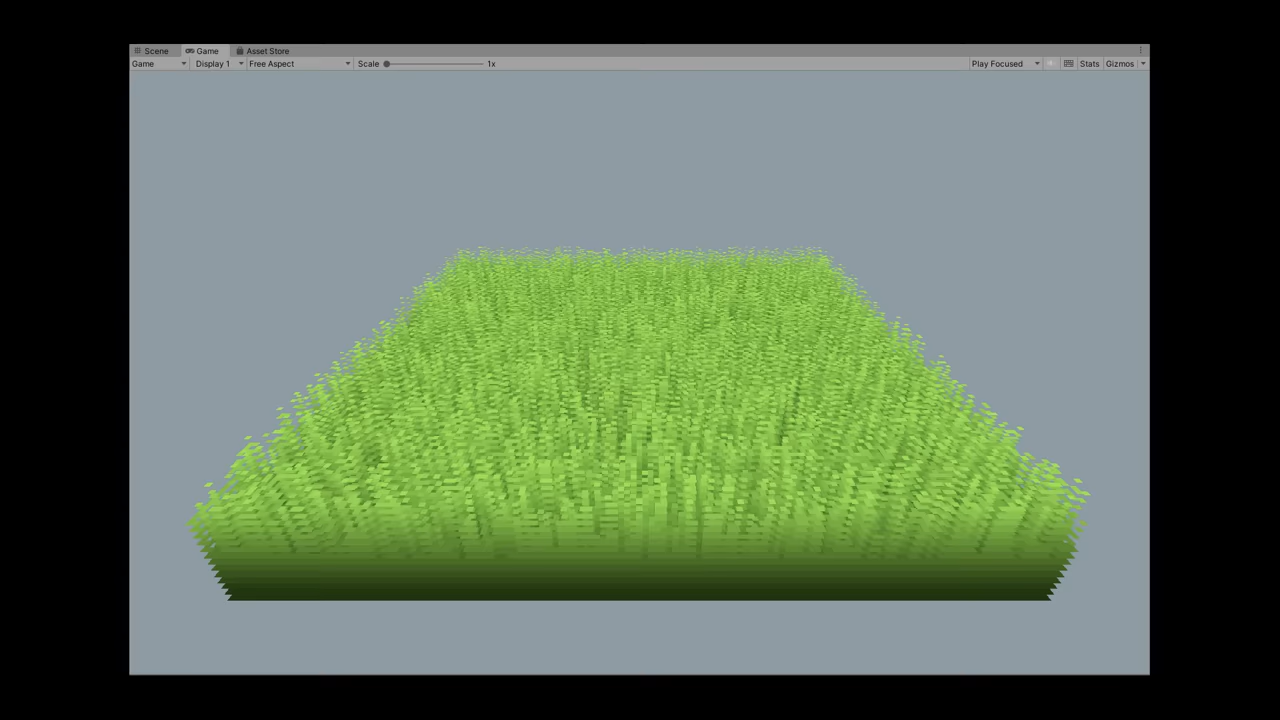 Scene Game Asset Store
Game Display 1 Free Aspect Scale 1x Play Focused Stats Gizmos